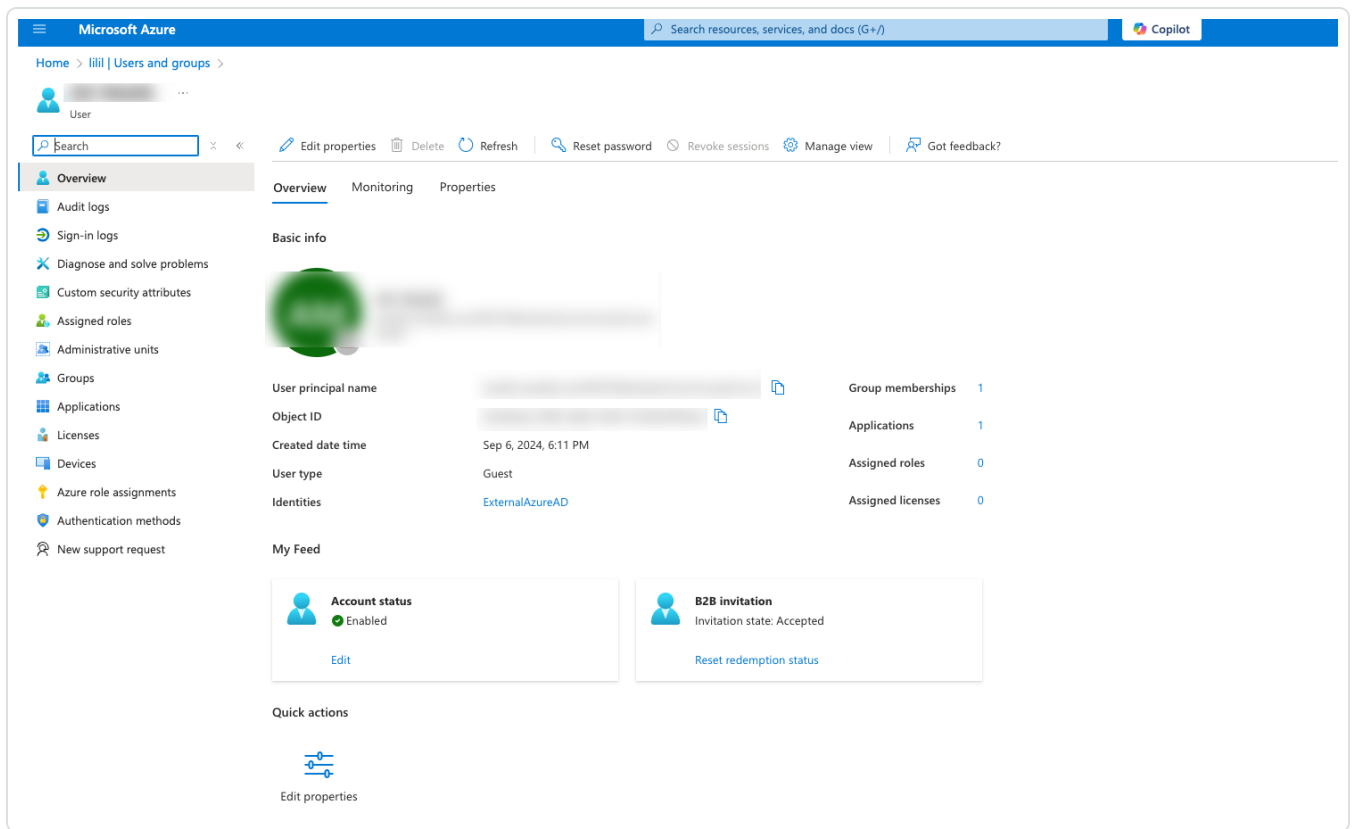 Microsoft Azure
Search resources, services, and docs (G+/)
Copilot
Home > lilil | Users and groups >
...
User
Search
Edit properties
Delete
Refresh
Reset password
Revoke sessions
Manage view
Got feedback?
Overview
Audit logs
Sign-in logs
Diagnose and solve problems
Custom security attributes
Assigned roles
Administrative units
Groups
Applications
Licenses
Devices
Azure role assignments
Authentication methods
New support request
Overview Monitoring Properties
Basic info
User principal name
Object ID
Created date time Sep 6, 2024, 6:11 PM
User type Guest
Identities ExternalAzureAD
Group memberships 1
Applications 1
Assigned roles 0
Assigned licenses 0
My Feed
Account status
Enabled
Edit
B2B invitation
Invitation state: Accepted
Reset redemption status
Quick actions
Edit properties